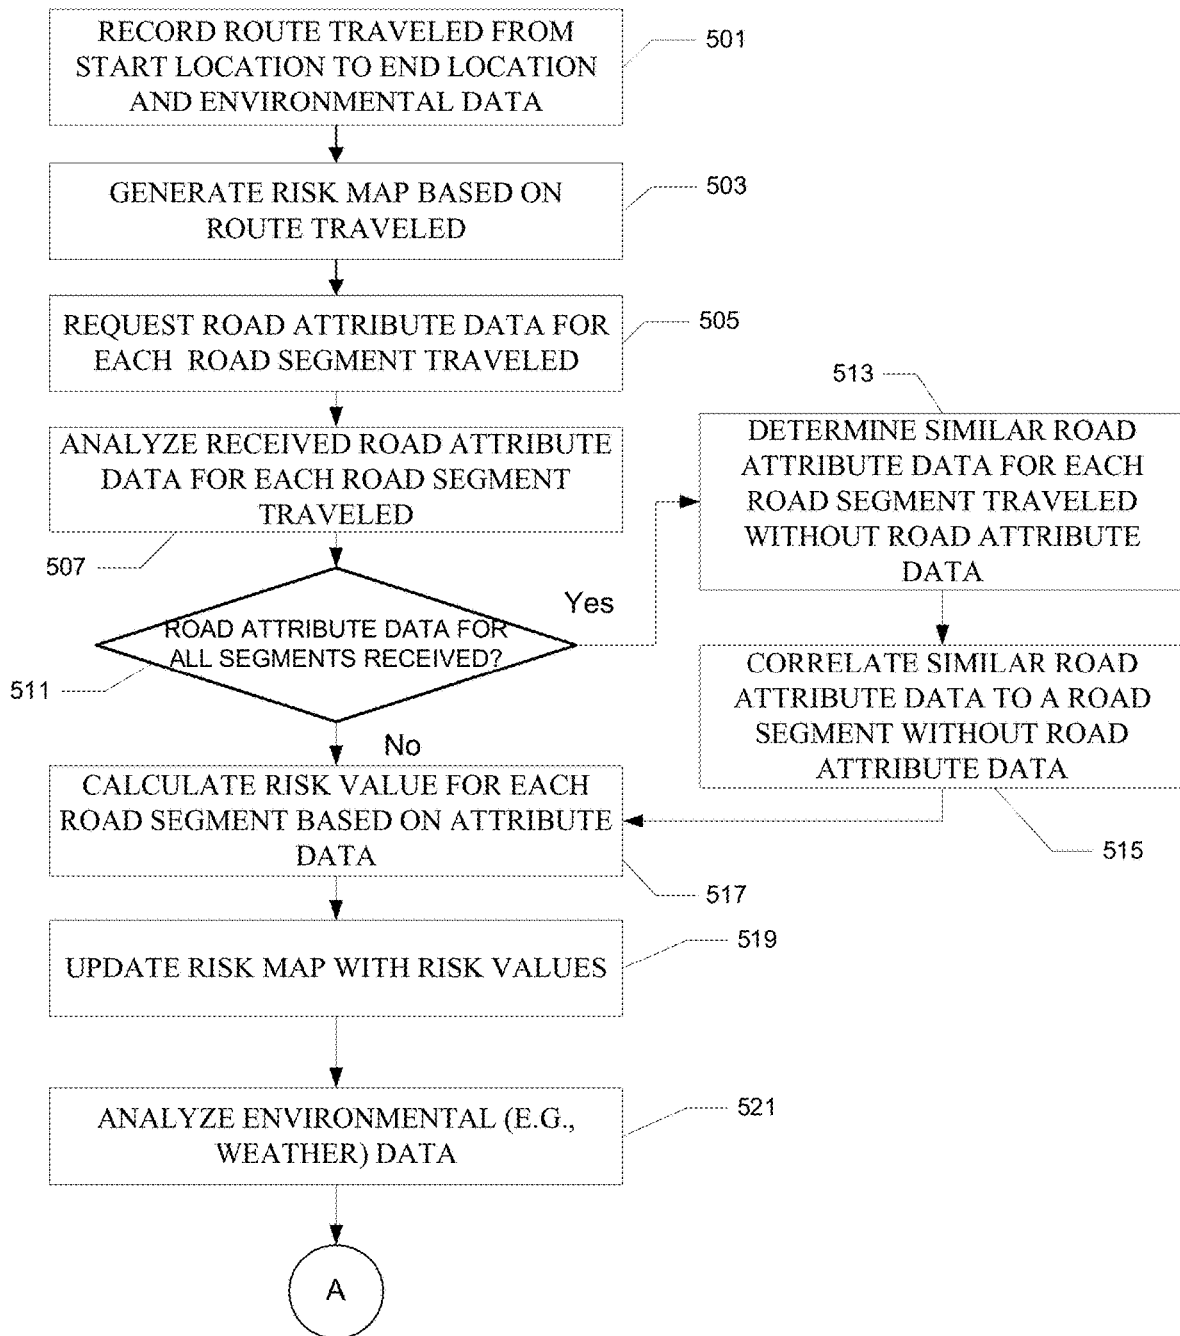 RECORD ROUTE TRAVELED FROM
START LOCATION TO END LOCATION
AND ENVIRONMENTAL DATA
501
GENERATE RISK MAP BASED ON
ROUTE TRAVELED
503
REQUEST ROAD ATTRIBUTE DATA FOR
EACH ROAD SEGMENT TRAVELED
505
ANALYZE RECEIVED ROAD ATTRIBUTE
DATA FOR EACH ROAD SEGMENT
TRAVELED
507
ROAD ATTRIBUTE DATA FOR
ALL SEGMENTS RECEIVED?
511
Yes
No
513
DETERMINE SIMILAR ROAD
ATTRIBUTE DATA FOR EACH
ROAD SEGMENT TRAVELED
WITHOUT ROAD ATTRIBUTE
DATA
CORRELATE SIMILAR ROAD
ATTRIBUTE DATA TO A ROAD
SEGMENT WITHOUT ROAD
ATTRIBUTE DATA
515
CALCULATE RISK VALUE FOR EACH
ROAD SEGMENT BASED ON ATTRIBUTE
DATA
517
UPDATE RISK MAP WITH RISK VALUES
519
ANALYZE ENVIRONMENTAL (E.G.,
WEATHER) DATA
521
A